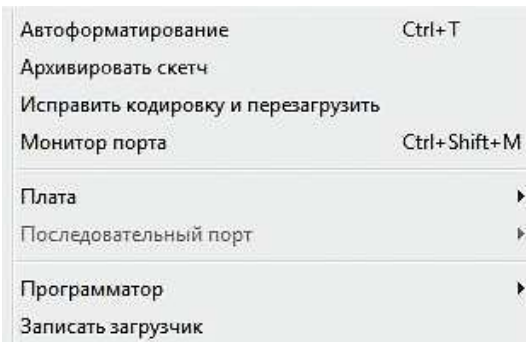 Автоформатирование Ctrl+T
Архивировать скетч
Исправить кодировку и перезагрузить
Монитор порта Ctrl+Shift+M
Плата
Последовательный порт
Программатор
Записать загрузчик